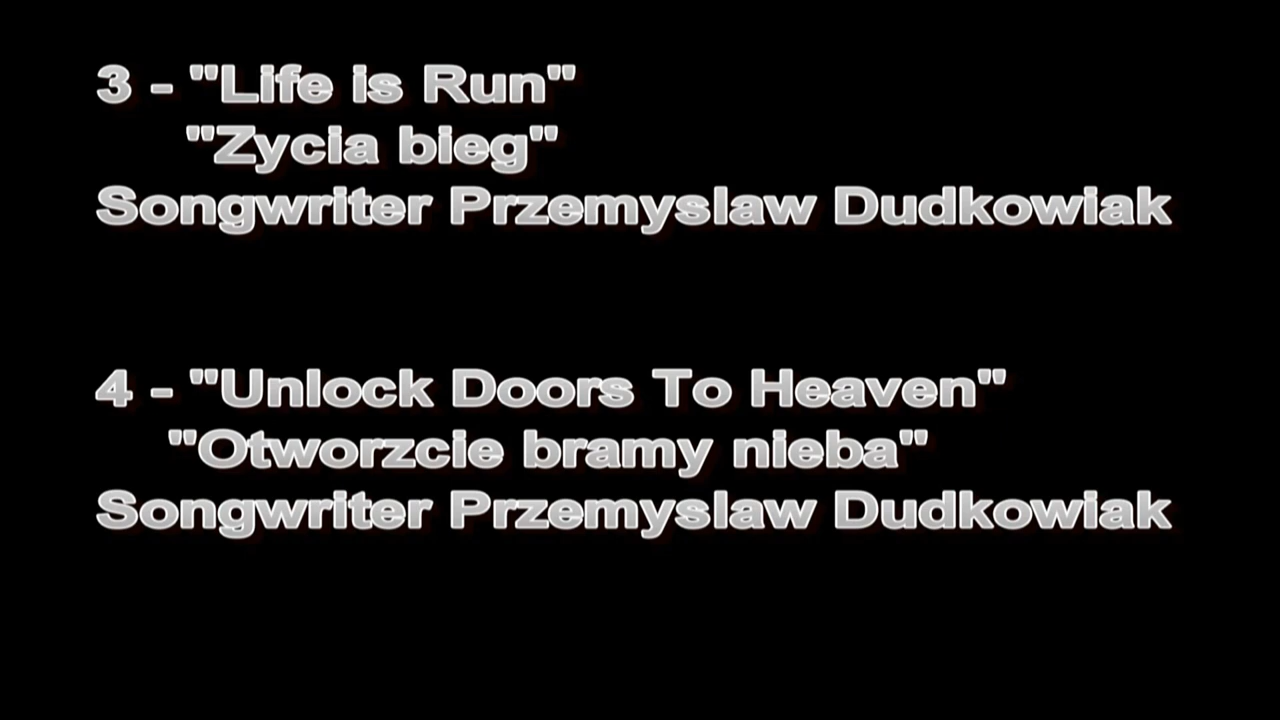 3 - "Life is Run"
"Zycia bieg"
Songwriter Przemyslaw Dudkowiak
4 - "Unlock Doors To Heaven"
"Otworzcie bramy nieba"
Songwriter Przemyslaw Dudkowiak